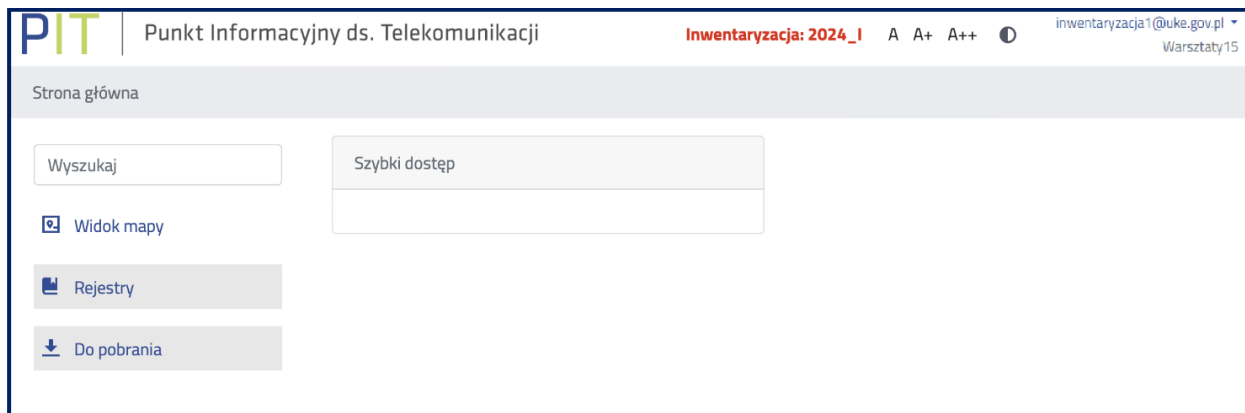 PIT Punkt Informacyjny ds. Telekomunikacji Inwentaryzacja: 2024_I A A+ A++ inwentaryzacja1@uke.gov.pl
Warsztaty15
Strona główna
Wyszukaj
Szybki dostęp
Widok mapy
Rejestry
Do pobrania